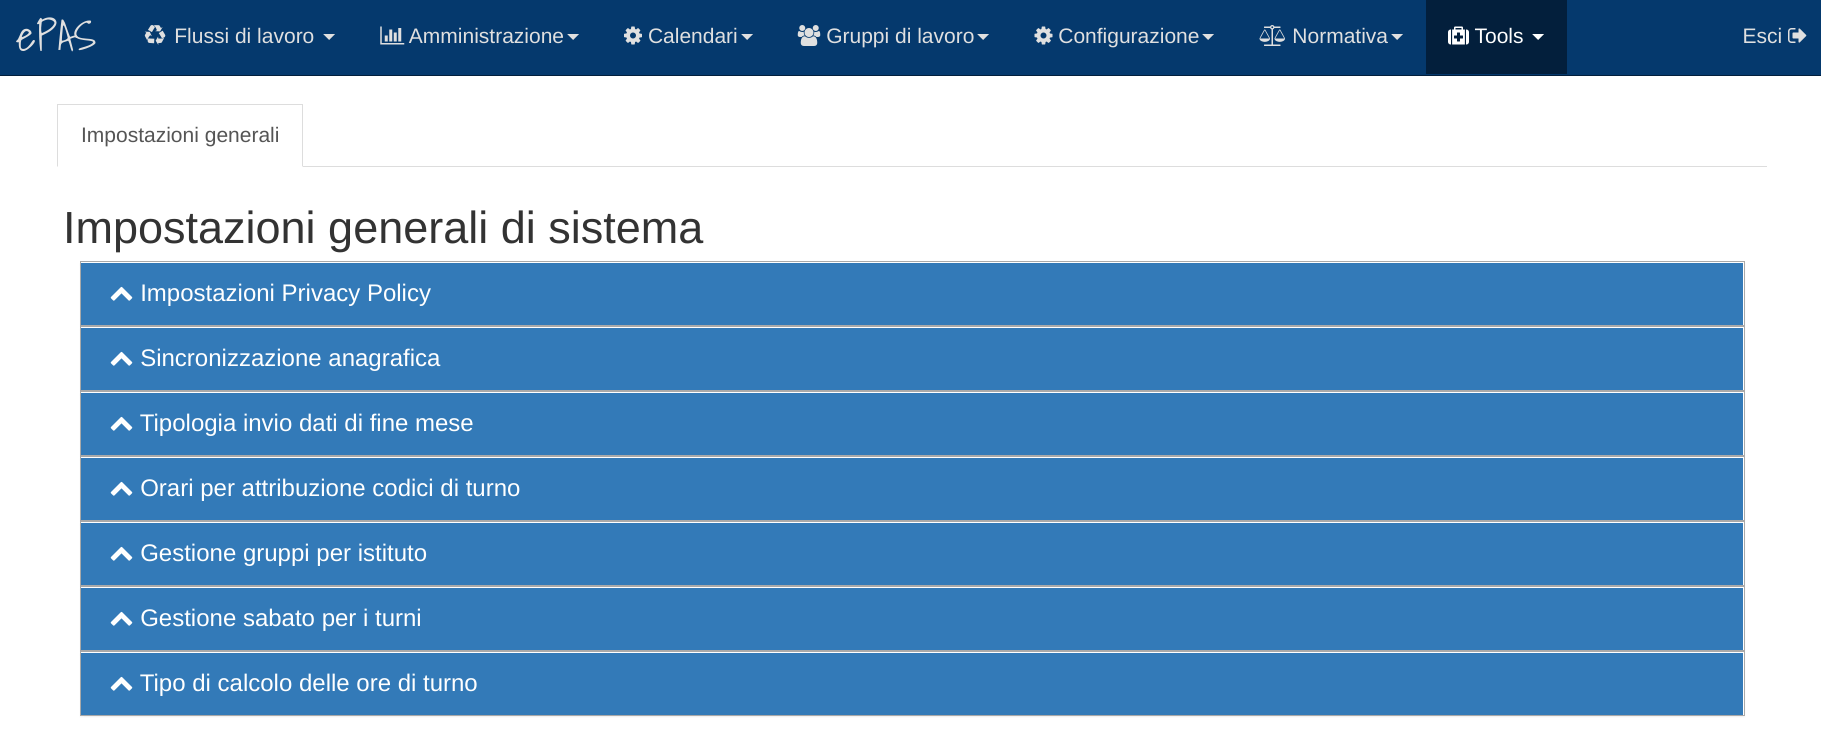 ePAS Flussi di lavoro Amministrazione Calendari Gruppi di lavoro Configurazione Normativa Tools Esci
Impostazioni generali
Impostazioni generali di sistema
Impostazioni Privacy Policy
Sincronizzazione anagrafica
Tipologia invio dati di fine mese
Orari per attribuzione codici di turno
Gestione gruppi per istituto
Gestione sabato per i turni
Tipo di calcolo delle ore di turno